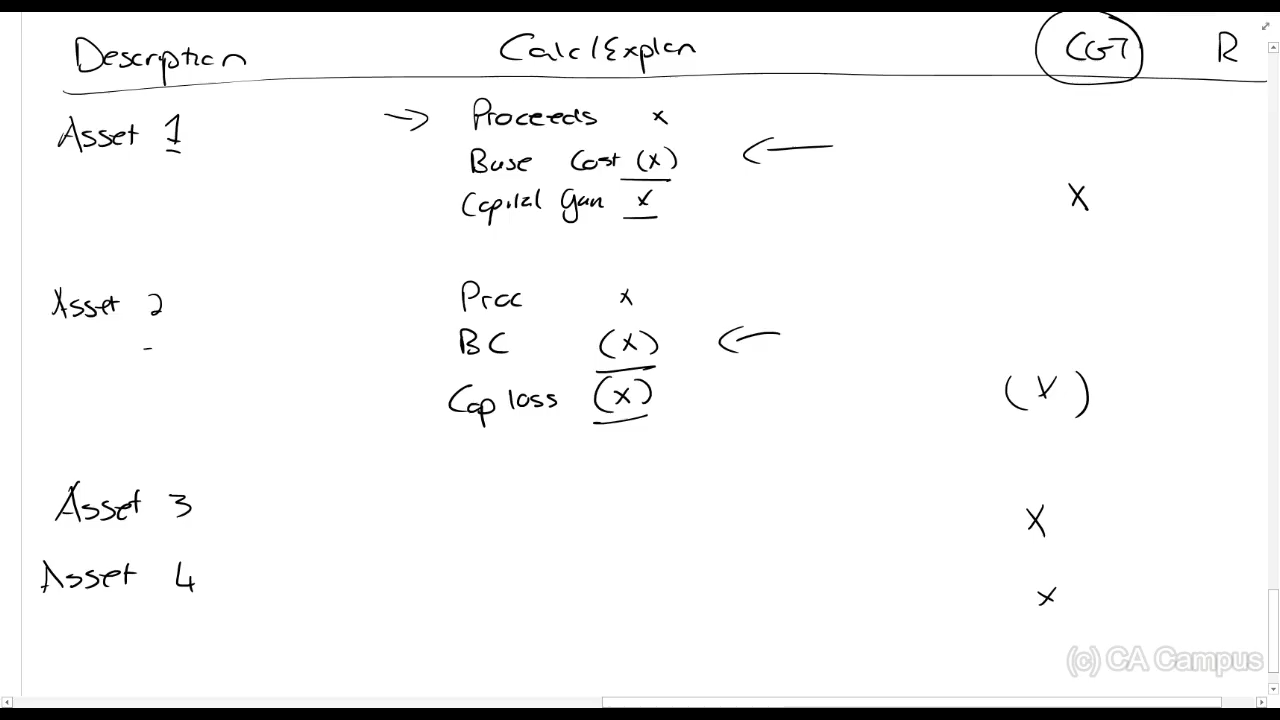 Description Calc/Explan CGT R
Asset 1 → Proceeds x
Base Cost (x) ←
Capital Gain x X
Asset 2 Proc x
BC (x) ←
Cap loss (x) (X)
Asset 3 X
Asset 4 x
(c) CA Campus